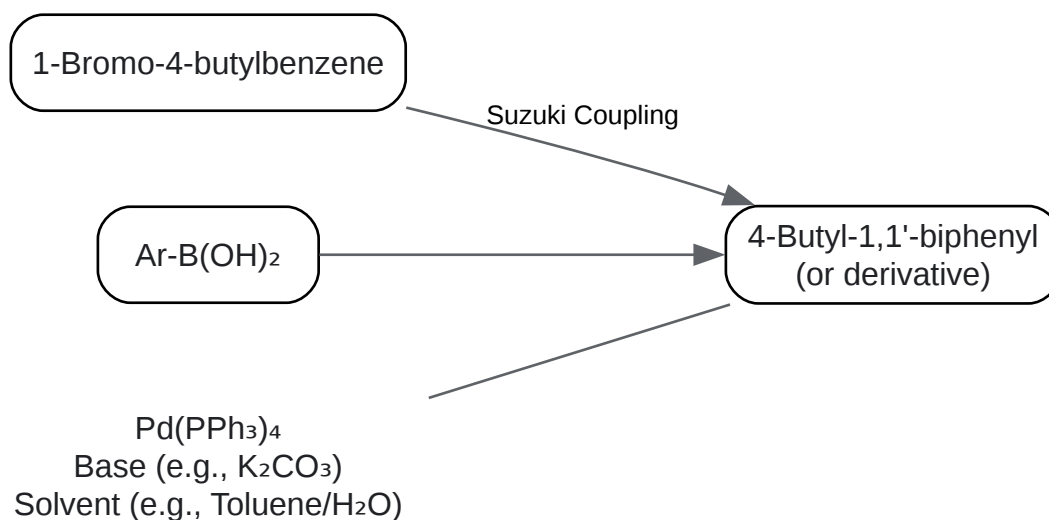 1-Bromo-4-butylbenzene
Suzuki Coupling
Ar-B(OH)₂
4-Butyl-1,1'-biphenyl
(or derivative)
Pd(PPh₃)₄
Base (e.g., K₂CO₃)
Solvent (e.g., Toluene/H₂O)